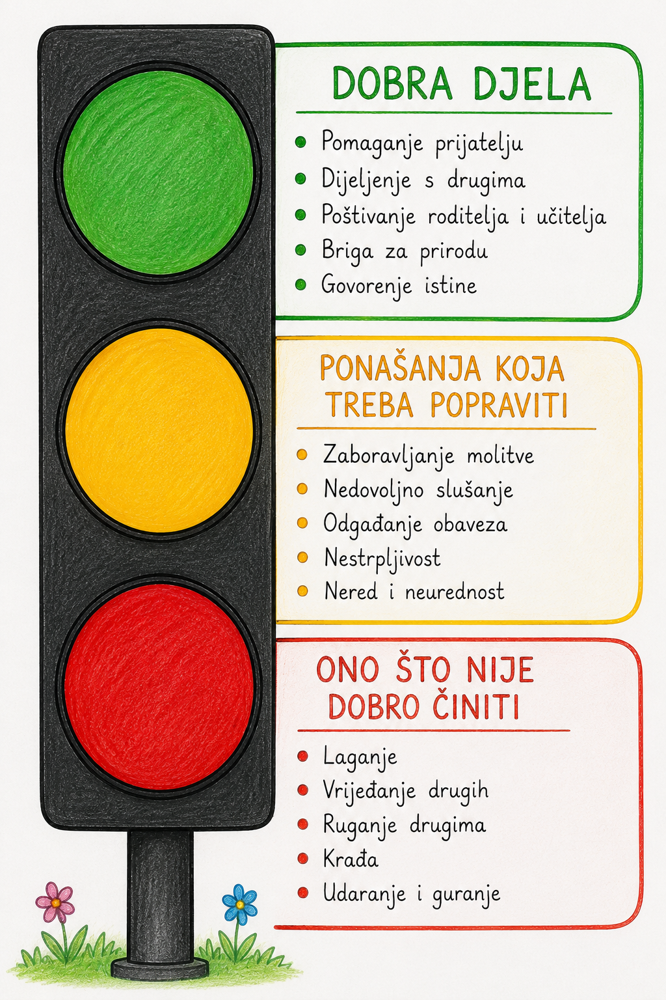 DOBRA DJELA
Pomaganje prijatelju
Dijeljenje s drugima
Poštivanje roditelja i učitelja
Briga za prirodu
Govorenje istine
PONAŠANJA KOJA
TREBA POPRAVITI
Zaboravljanje molitve
Nedovoljno slušanje
Odgađanje obaveza
Nestrpljivost
Nered i neurednost
ONO ŠTO NIJE
DOBRO ČINITI
Laganje
Vrijeđanje drugih
Ruganje drugima
Krađa
Udaranje i guranje